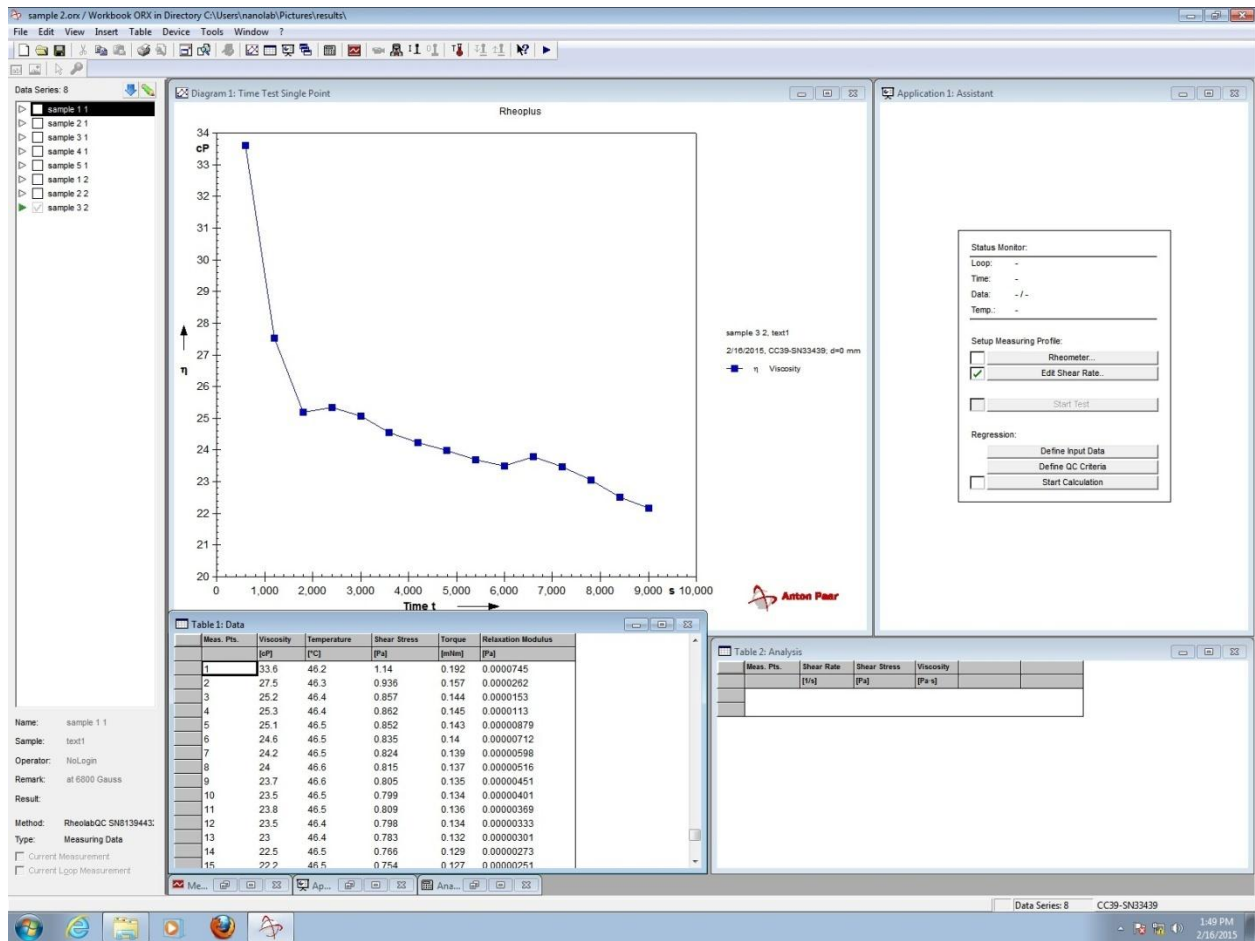 sample 2.orx / Workbook ORX in Directory C:\Users\nanolab\Pictures\results\
File Edit View Insert Table Device Tools Window ?
Data Series: 8
sample 1 1
sample 2 1
sample 3 1
sample 4 1
sample 5 1
sample 1 2
sample 2 2
sample 3 2
Name: sample 1 1
Sample: text1
Operator: NoLogin
Remark: at 6800 Gauss
Result:
Method: RheolabQC SN8139443
Type: Measuring Data
Current Measurement
Current Loop Measurement
Diagram 1: Time Test Single Point
Rheoplus
34
cP
33
32
31
30
29
28
27
η
26
25
24
23
22
21
20
0 1,000 2,000 3,000 4,000 5,000 6,000 7,000 8,000 9,000 s 10,000
Time t
sample 3 2, text1
2/16/2015, CC39-SN33439; d=0 mm
η Viscosity
Anton Paar
Application 1: Assistant
Status Monitor:
Loop: -
Time: -
Data: - / -
Temp.: -
Setup Measuring Profile:
Rheometer...
Edit Shear Rate..
Start Test
Regression:
Define Input Data
Define QC Criteria
Start Calculation
Table 1: Data
Meas. Pts. Viscosity Temperature Shear Stress Torque Relaxation Modulus
[cP] [°C] [Pa] [mNm] [Pa]
1 33.6 46.2 1.14 0.192 0.0000745
2 27.5 46.3 0.936 0.157 0.0000262
3 25.2 46.4 0.857 0.144 0.0000153
4 25.3 46.4 0.862 0.145 0.0000113
5 25.1 46.5 0.852 0.143 0.00000879
6 24.6 46.5 0.835 0.14 0.00000712
7 24.2 46.5 0.824 0.139 0.00000598
8 24 46.6 0.815 0.137 0.00000516
9 23.7 46.6 0.805 0.135 0.00000451
10 23.5 46.5 0.799 0.134 0.00000401
11 23.8 46.5 0.809 0.136 0.00000369
12 23.5 46.4 0.798 0.134 0.00000333
13 23 46.4 0.783 0.132 0.00000301
14 22.5 46.5 0.766 0.129 0.00000273
15 22.2 46.5 0.754 0.127 0.00000251
Table 2: Analysis
Meas. Pts. Shear Rate Shear Stress Viscosity
[1/s] [Pa] [Pa·s]
Me... Ap... Ana...
Data Series: 8 CC39-SN33439
1:49 PM
2/16/2015